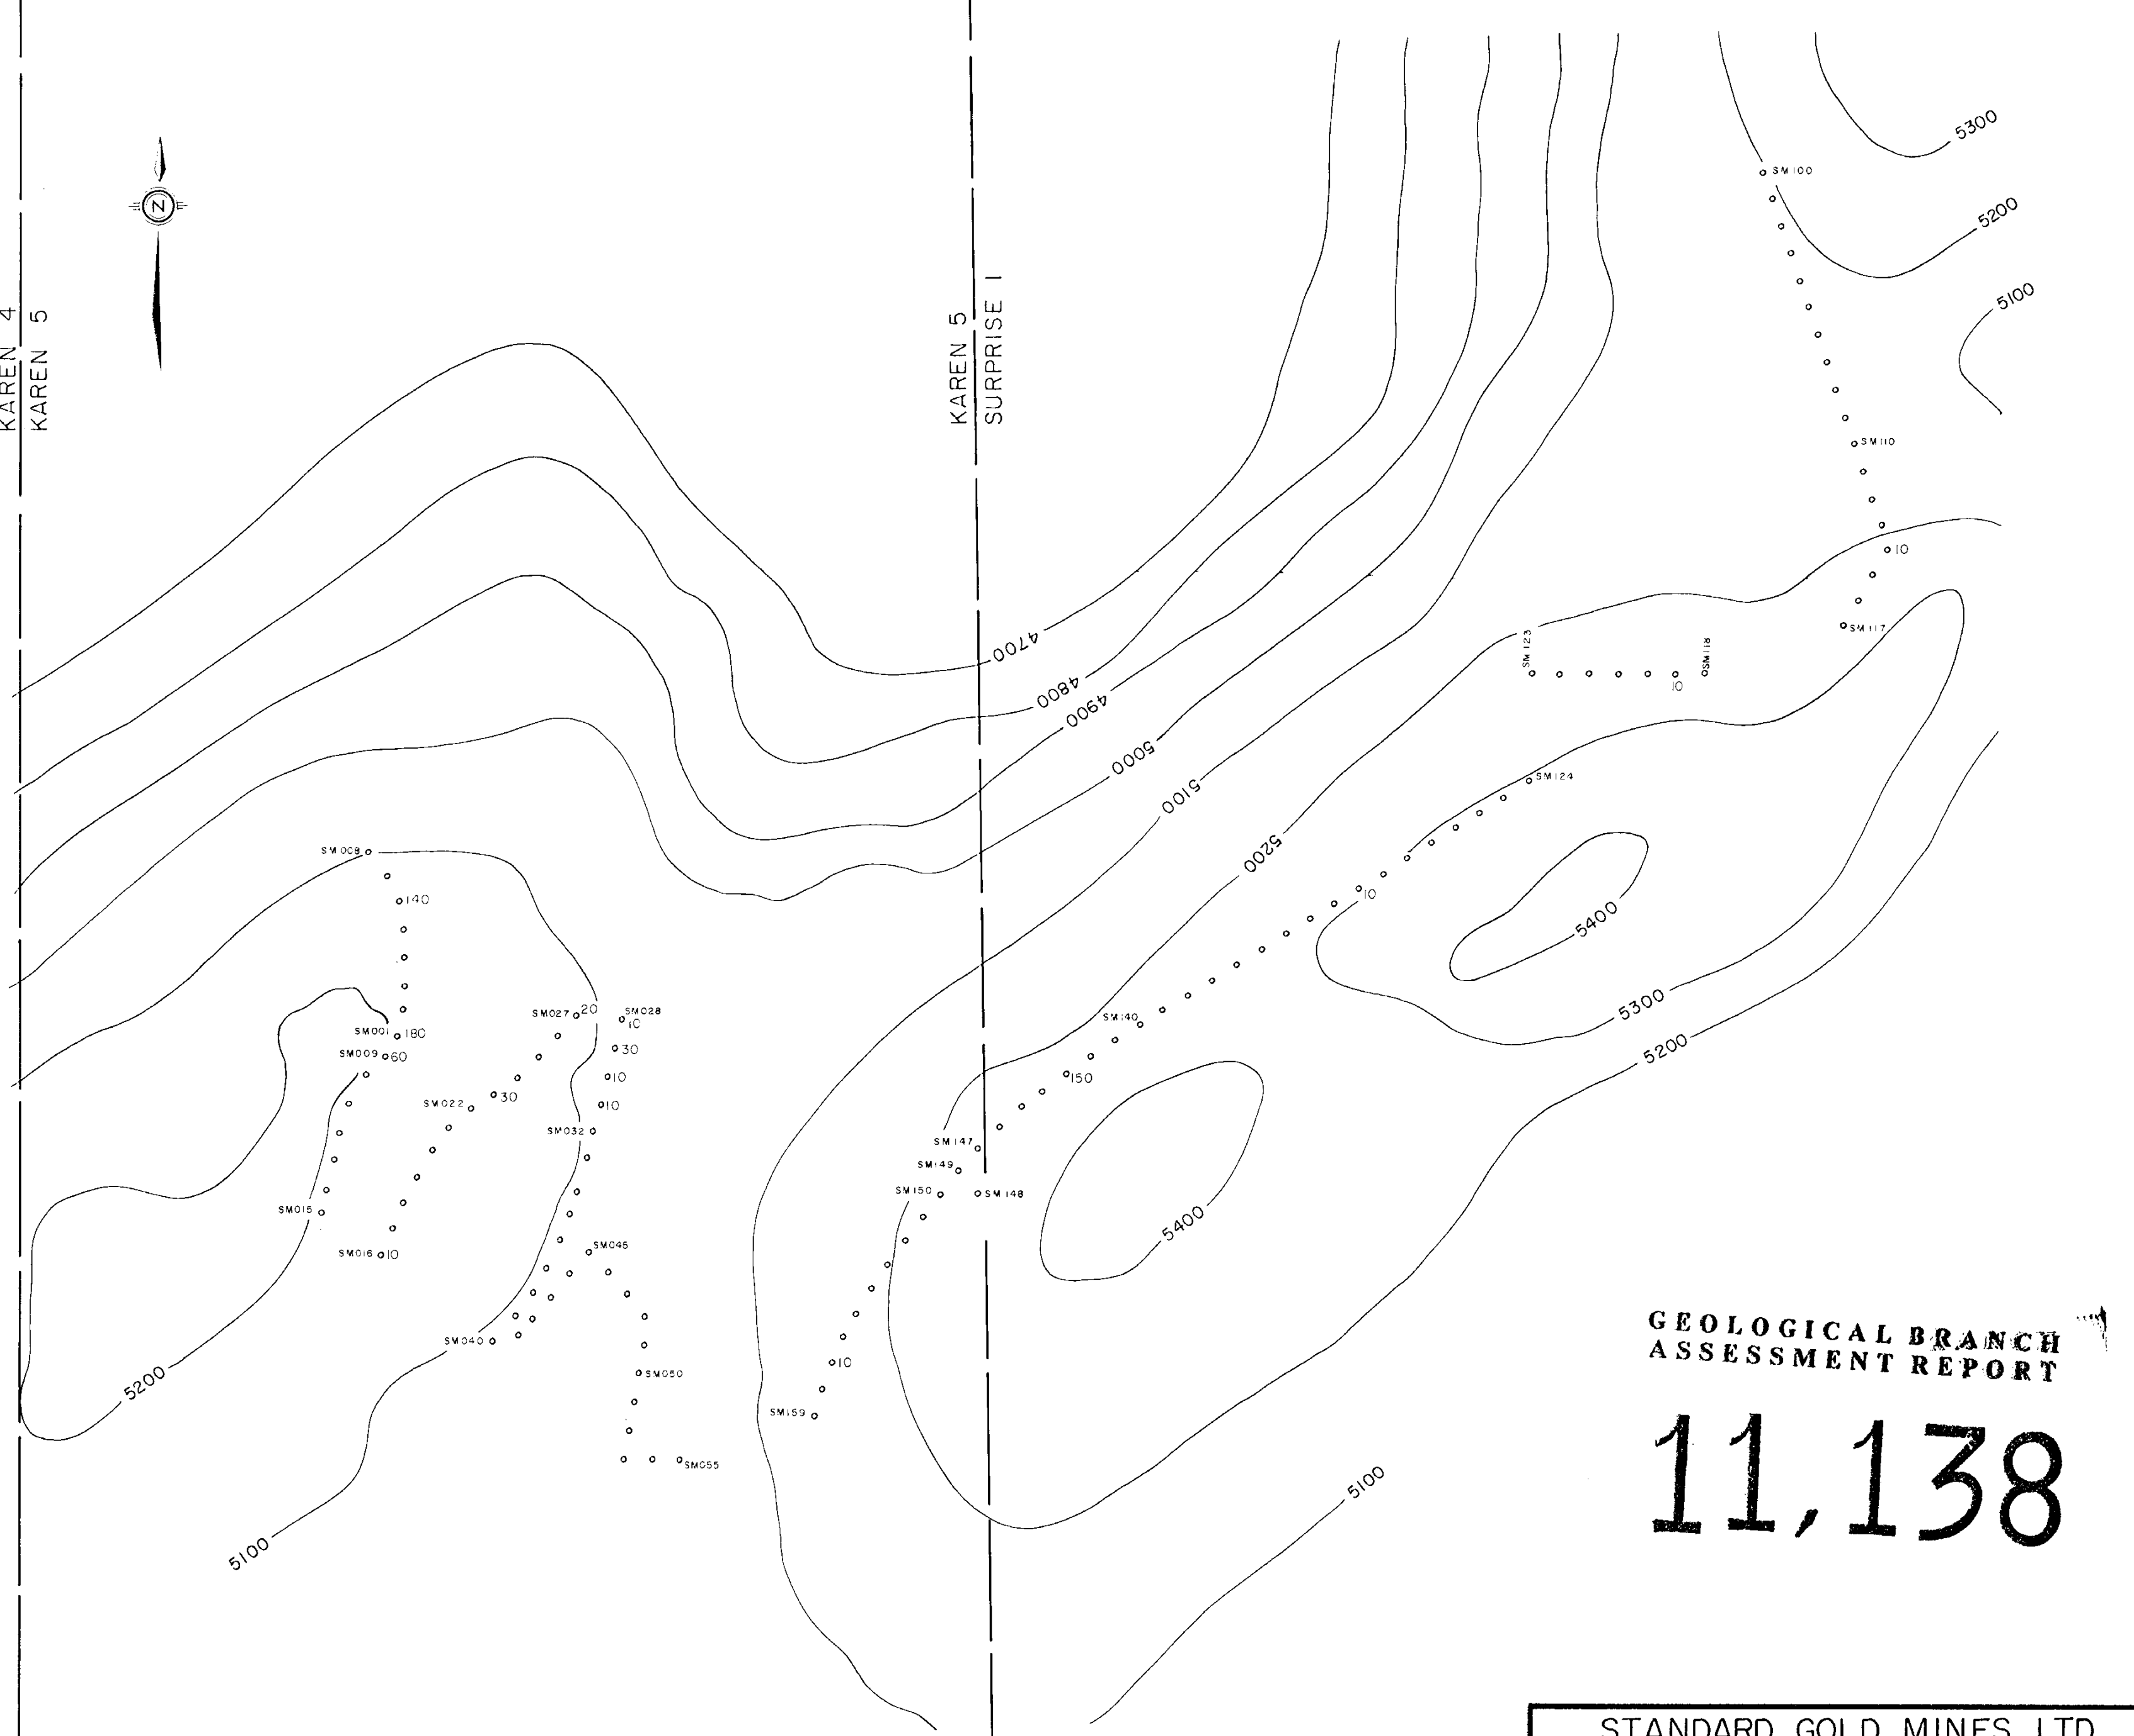 KAREN 4
KAREN 5
N
KAREN 5
SURPRISE 1
5300
SM100
5200
5100
SM110
10
SM117
SM123
SM118
10
4700
4800
4900
5000
5100
5200
SM124
10
5400
5300
5200
SM008
140
SM001 180
SM009 60
SM027 20
SM028
10
30
10
10
SM022
30
SM032
SM015
SM016 10
SM045
SM040
SM050
SM055
5200
5100
SM140
150
SM147
SM149
SM150
SM148
10
SM159
5400
5100
GEOLOGICAL BRANCH
ASSESSMENT REPORT
11,138
STANDARD GOLD MINES LTD